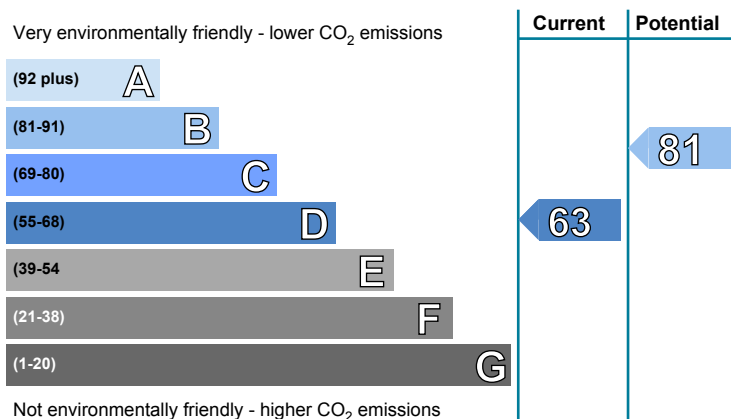 Current Potential
Very environmentally friendly - lower CO2 emissions
(92 plus) A
(81-91) B
81
(69-80) C
(55-68) D 63
(39-54 E
(21-38) F
(1-20) G
Not environmentally friendly - higher CO2 emissions